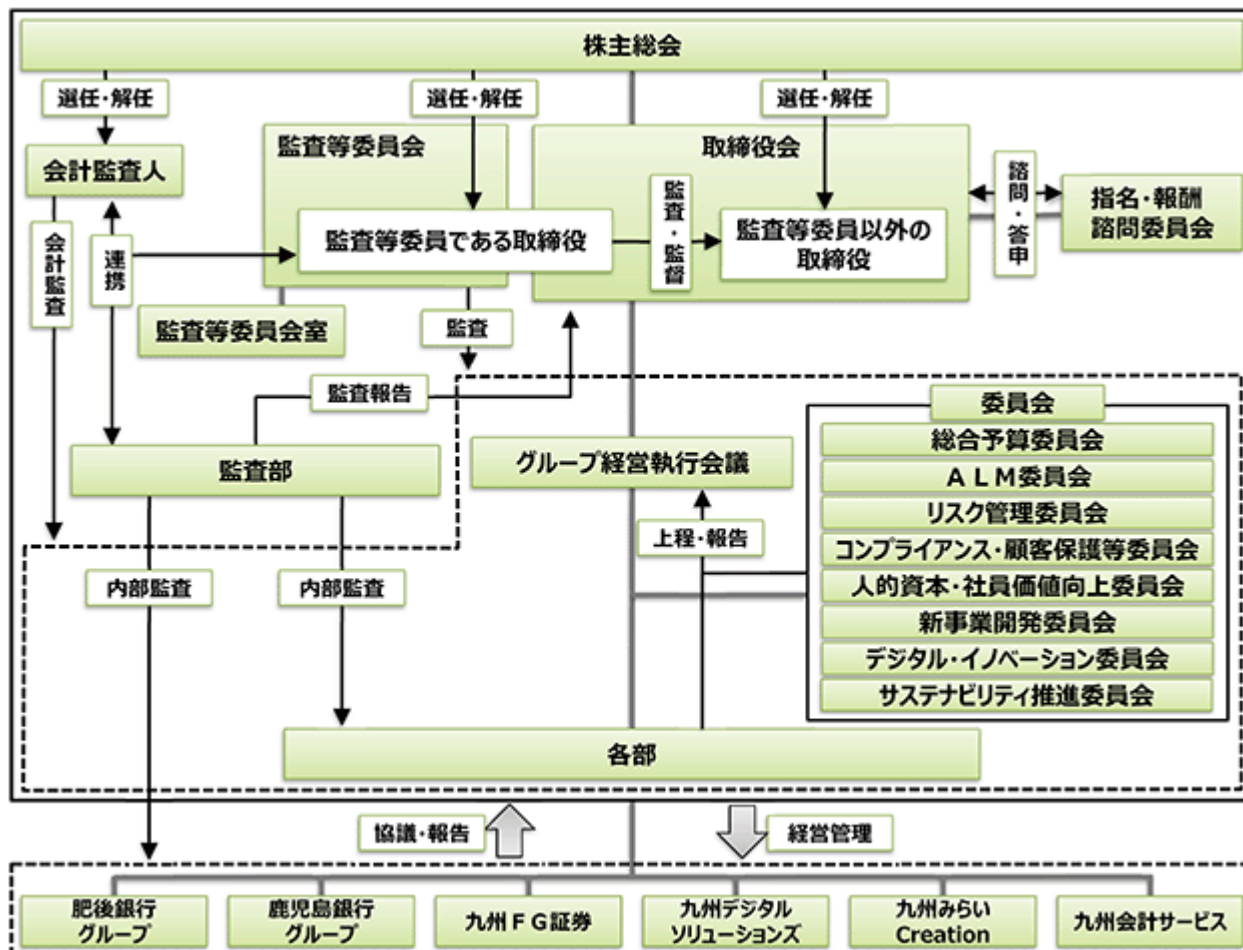 株主総会
選任・解任
選任・解任
選任・解任
監査等委員会
取締役会
会計監査人
監査等委員である取締役
監査・監督
監査等委員以外の
取締役
諮問・答申
指名・報酬
諮問委員会
会計監査
連携
監査等委員会室
監査
監査報告
監査部
グループ経営執行会議
上程・報告
委員会
総合予算委員会
ＡＬＭ委員会
リスク管理委員会
コンプライアンス・顧客保護等委員会
人的資本・社員価値向上委員会
新事業開発委員会
デジタル・イノベーション委員会
サステナビリティ推進委員会
内部監査
内部監査
各部
協議・報告
経営管理
肥後銀行
グループ
鹿児島銀行
グループ
九州ＦＧ証券
九州デジタル
ソリューションズ
九州みらい
Creation
九州会計サービス